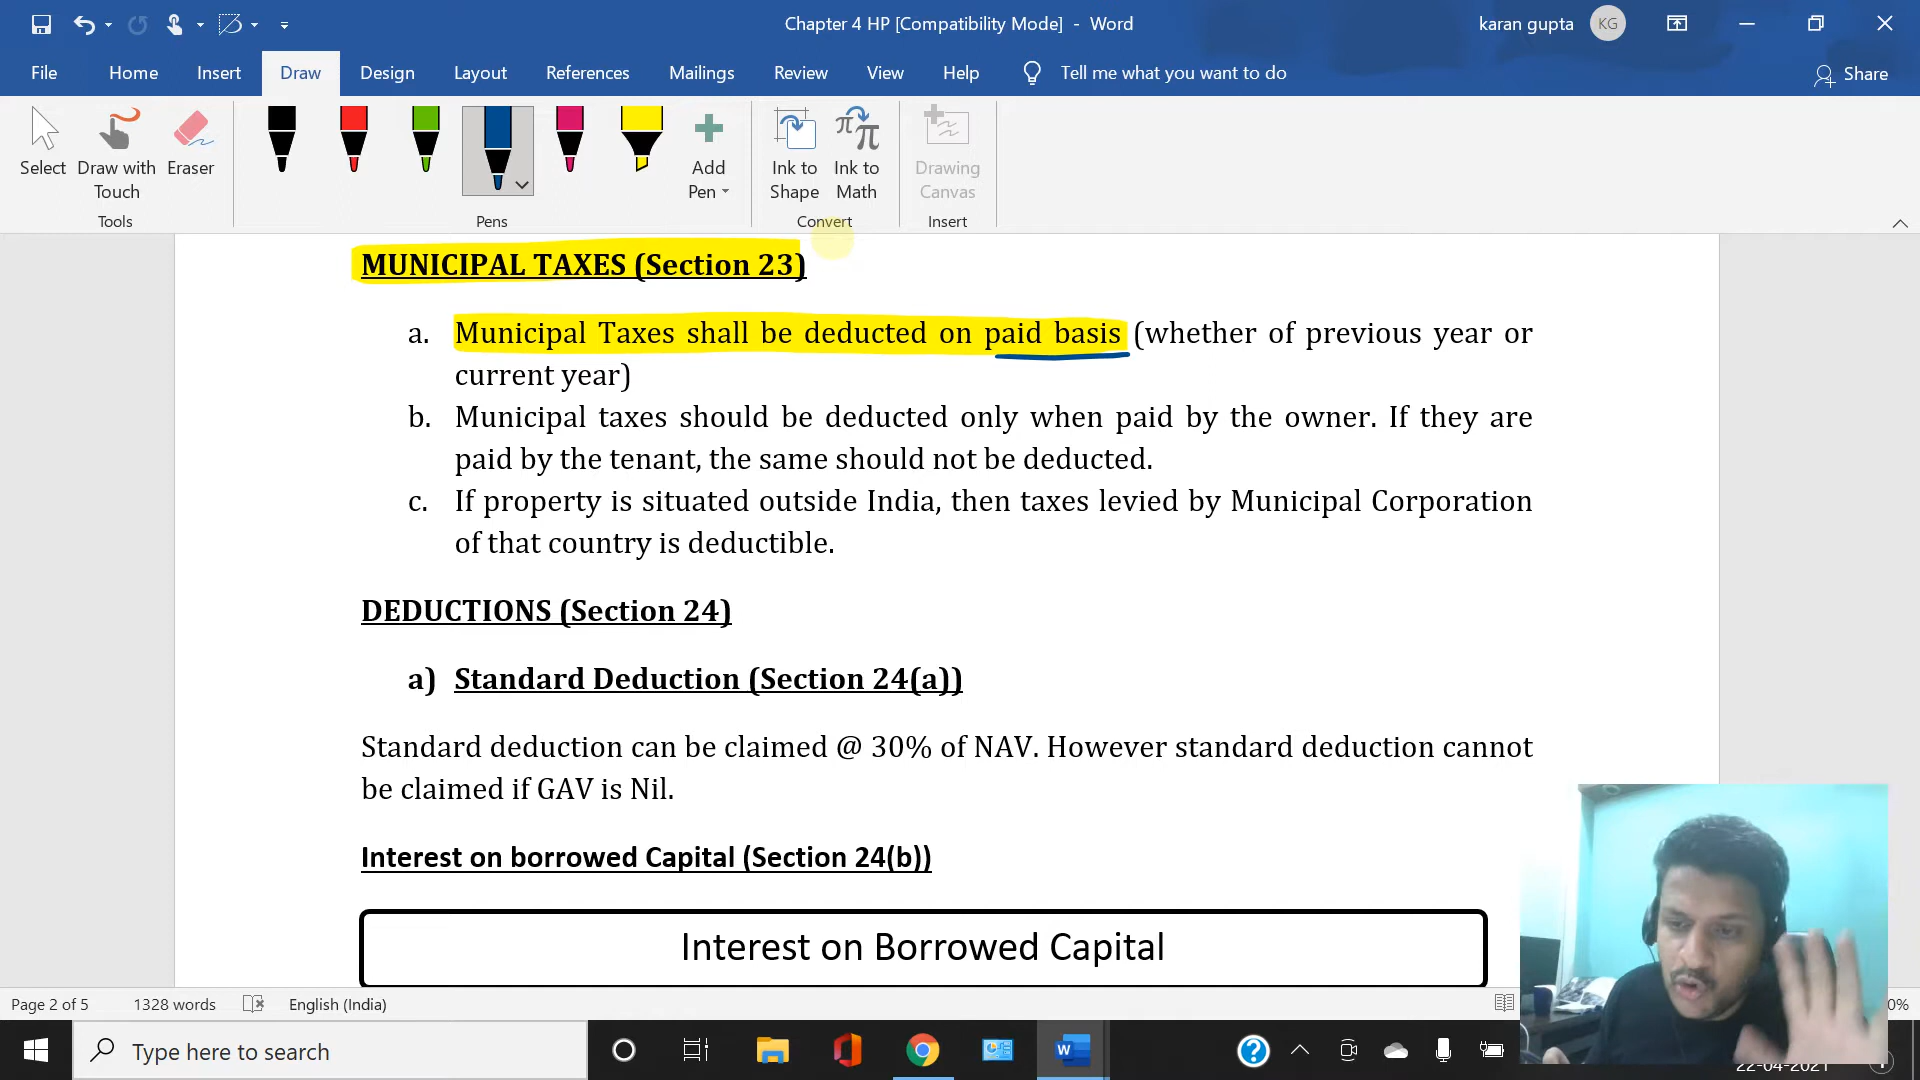 Chapter 4 HP [Compatibility Mode] - Word
karan gupta
KG
File
Home
Insert
Draw
Design
Layout
References
Mailings
Review
View
Help
Tell me what you want to do
Share
Select
Draw with
Touch
Eraser
Add
Pen
Ink to
Shape
Ink to
Math
Drawing
Canvas
Tools
Pens
Convert
Insert
MUNICIPAL TAXES (Section 23)
a. Municipal Taxes shall be deducted on paid basis (whether of previous year or
current year)
b. Municipal taxes should be deducted only when paid by the owner. If they are
paid by the tenant, the same should not be deducted.
c. If property is situated outside India, then taxes levied by Municipal Corporation
of that country is deductible.
DEDUCTIONS (Section 24)
a) Standard Deduction (Section 24(a))
Standard deduction can be claimed @ 30% of NAV. However standard deduction cannot
be claimed if GAV is Nil.
Interest on borrowed Capital (Section 24(b))
Interest on Borrowed Capital
Page 2 of 5
1328 words
English (India)
Type here to search
22-04-2021